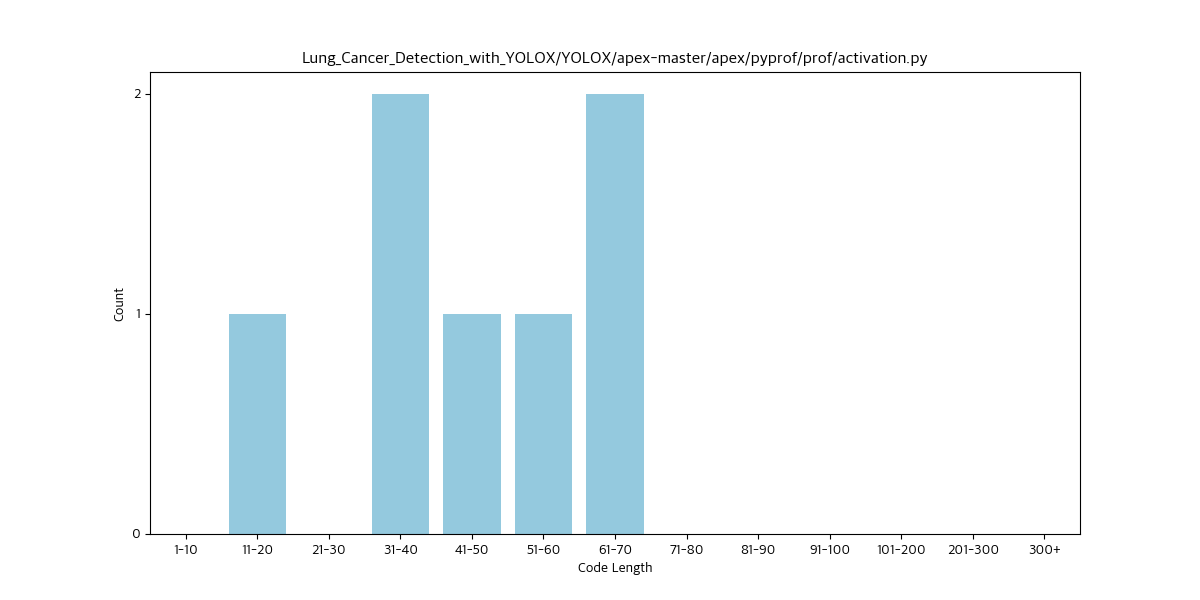 Lung_Cancer_Detection_with_YOLOX/YOLOX/apex-master/apex/pyprof/prof/activation.py
2
1
0
Count
1-10 11-20 21-30 31-40 41-50 51-60 61-70 71-80 81-90 91-100 101-200 201-300 300+
Code Length